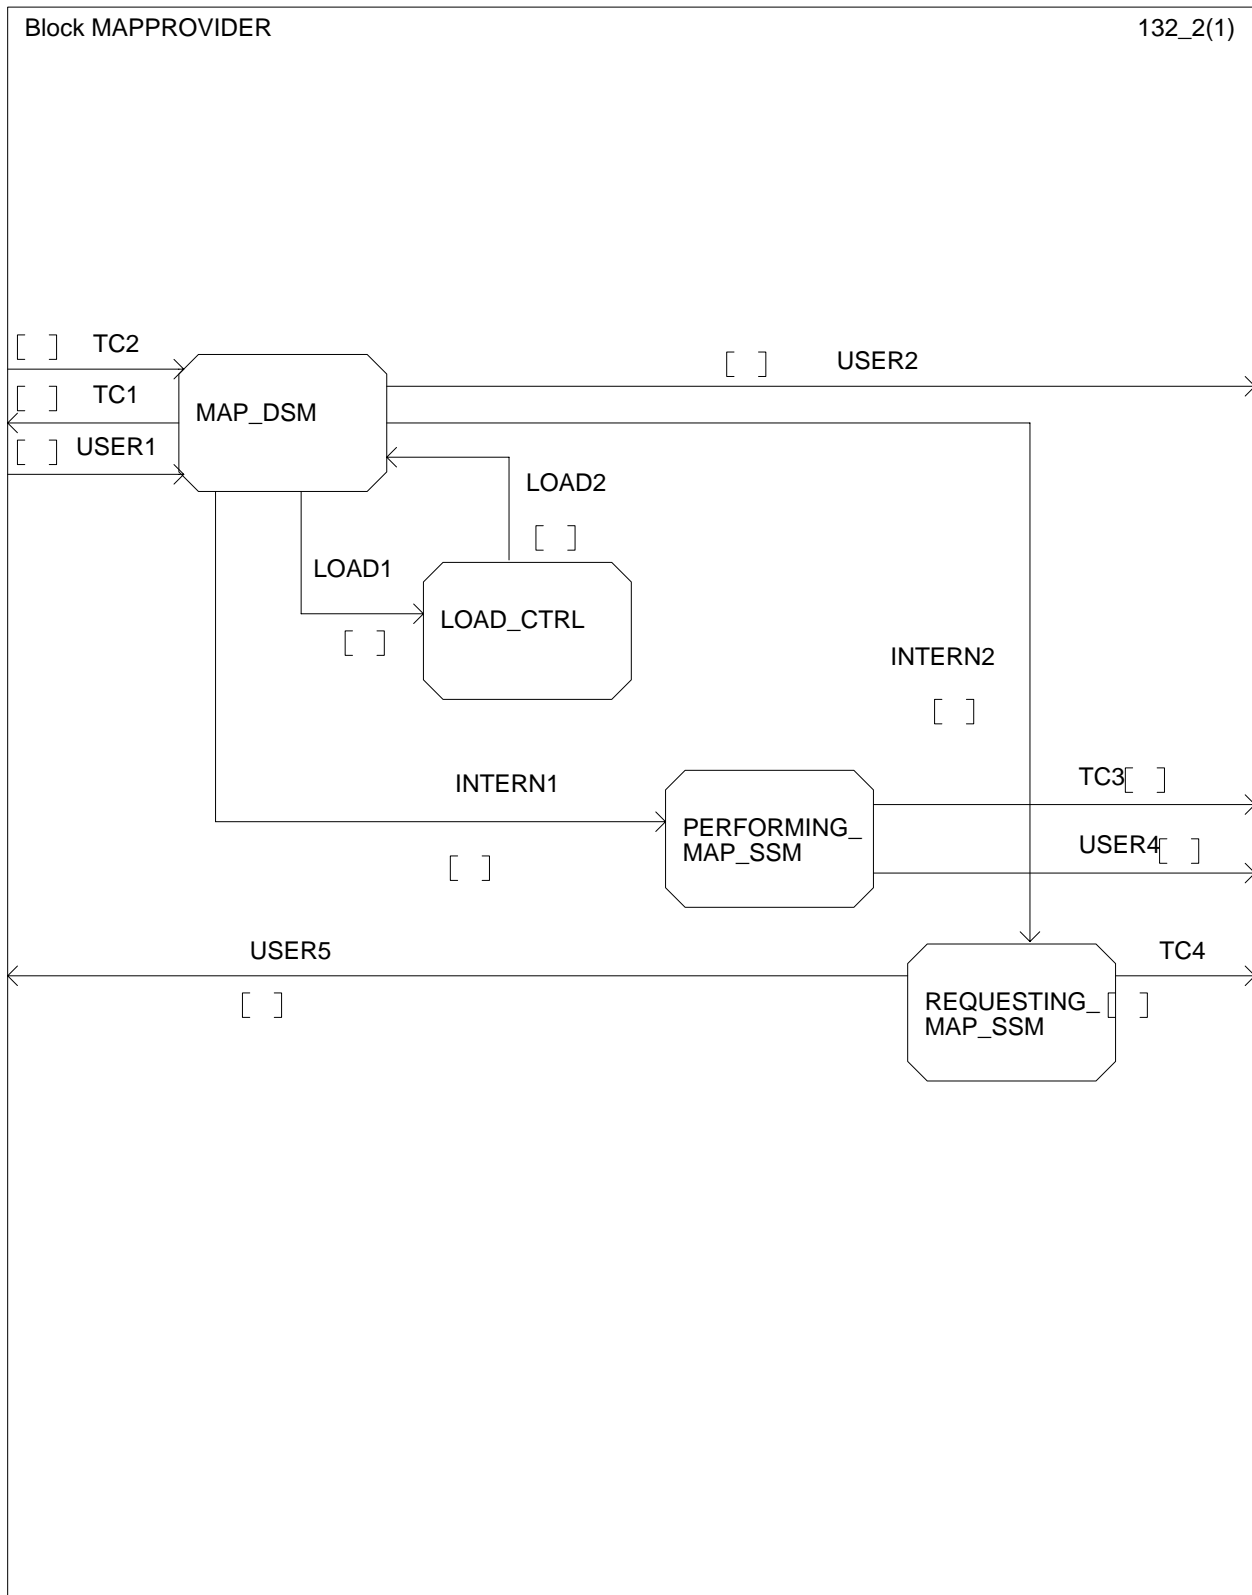 Block MAPPROVIDER
132_2(1)
[ ] TC2
[ ] USER2
[ ] TC1
MAP_DSM
[ ] USER1
LOAD2
[ ]
LOAD1
LOAD_CTRL
[ ]
INTERN2
[ ]
INTERN1
TC3[ ]
PERFORMING_
MAP_SSM
USER4[ ]
[ ]
USER5
TC4
[ ]
REQUESTING_ [ ]
MAP_SSM